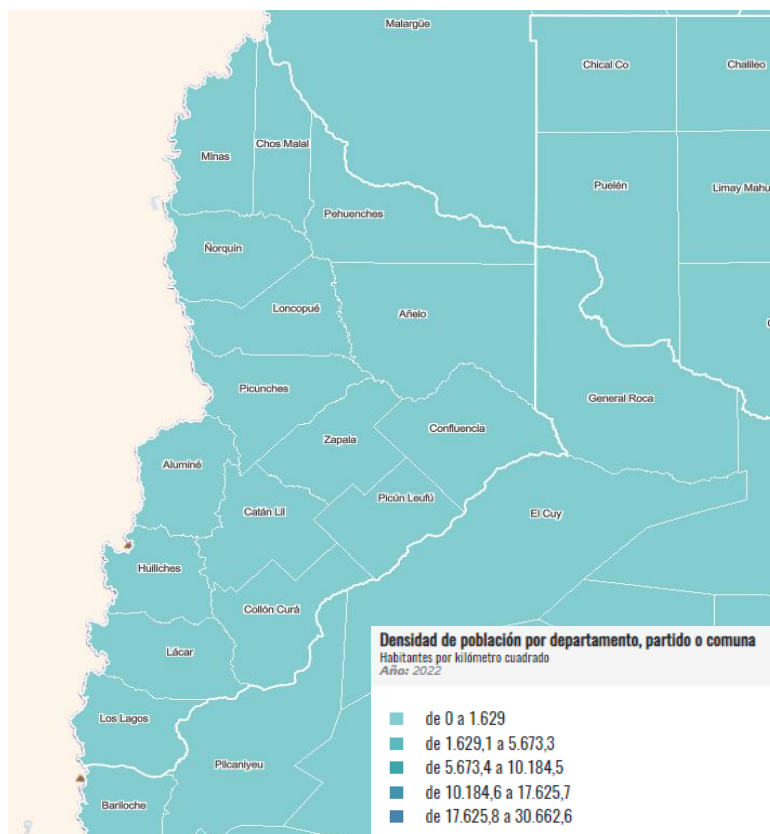 Malargüe
Chical Co
Chalileo
Chos Malal
Minas
Puelén
Limay Mahu
Pehuenches
Ñorquín
Loncopué
Añelo
Picunches
General Roca
Zapala
Confluencia
Aluminé
Catán Lil
Picún Leufú
El Cuy
Huiliches
Collón Curá
Lácar
Los Lagos
Pilcaniyeu
Bariloche
Densidad de población por departamento, partido o comuna
Habitantes por kilómetro cuadrado
Año: 2022
de 0 a 1.629
de 1.629,1 a 5.673,3
de 5.673,4 a 10.184,5
de 10.184,6 a 17.625,7
de 17.625,8 a 30.662,6